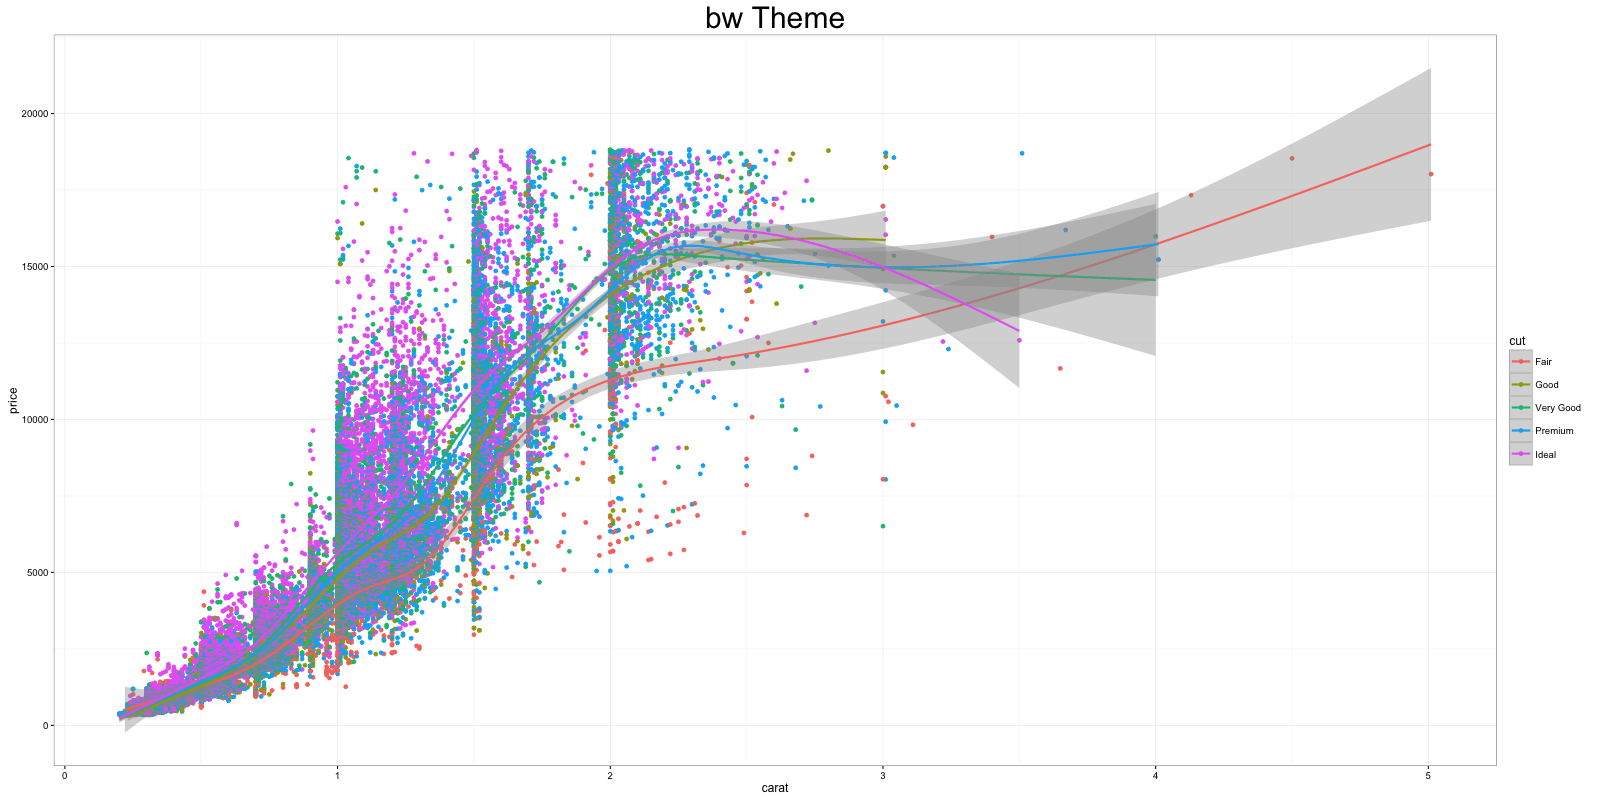 bw Theme
price
20000
15000
10000
5000
0
0 1 2 3 4 5
carat
cut
Fair
Good
Very Good
Premium
Ideal